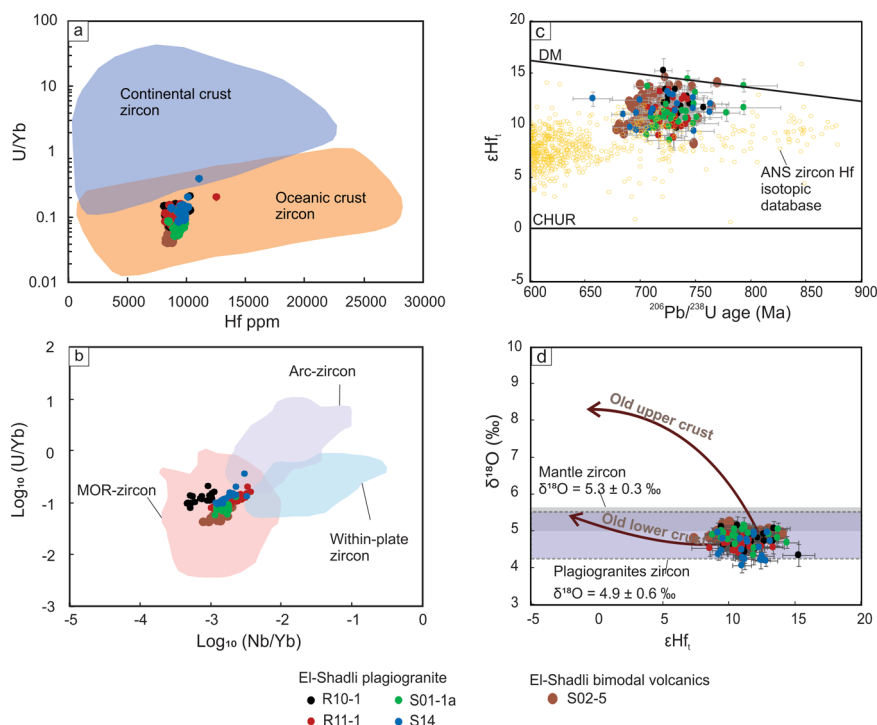 a
100
10
1
0.1
0.01
U/Yb
Continental crust
zircon
Oceanic crust
zircon
0
5000
10000
15000
20000
25000
30000
Hf ppm
c
20
15
10
5
0
-5
εHfₜ
DM
CHUR
ANS zircon Hf
isotopic
database
600
650
700
750
800
850
900
²⁰⁶Pb/²³⁸U age (Ma)
b
2
1
0
-1
-2
-3
Log₁₀ (U/Yb)
Arc-zircon
MOR-zircon
Within-plate
zircon
-5
-4
-3
-2
-1
0
Log₁₀ (Nb/Yb)
d
10
9
8
7
6
5
4
3
δ¹⁸O (‰)
Old upper crust
Mantle zircon
δ¹⁸O = 5.3 ± 0.3 ‰
Old lower crust
Plagiogranites zircon
δ¹⁸O = 4.9 ± 0.6 ‰
-5
0
5
10
15
20
εHfₜ
El-Shadli plagiogranite
R10-1
S01-1a
R11-1
S14
El-Shadli bimodal volcanics
S02-5